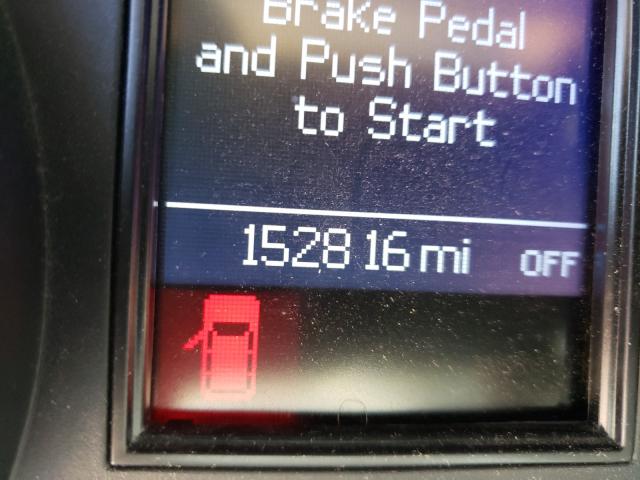 Brake Pedal
and Push Button
to Start
152816 mi OFF